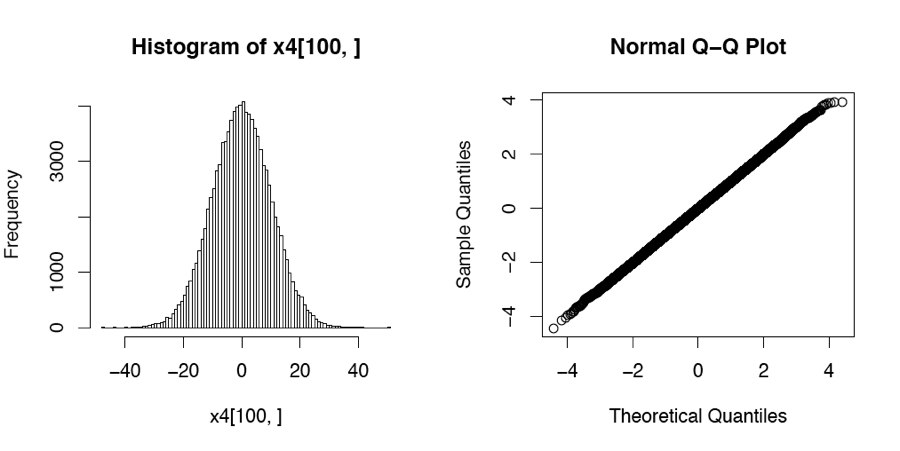 Histogram of x4[100, ]
Frequency
3000
1000
0
−40 −20 0 20 40
x4[100, ]
Normal Q−Q Plot
Sample Quantiles
4
2
0
−2
−4
−4 −2 0 2 4
Theoretical Quantiles